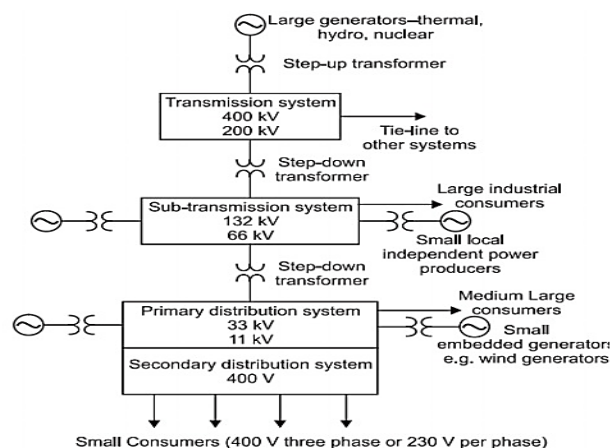 Large generators–thermal,
hydro, nuclear
Step-up transformer
Transmission system
400 kV
200 kV
Tie-line to
other systems
Step-down
transformer
Large industrial
consumers
Sub-transmission system
132 kV
66 kV
Small local
independent power
producers
Step-down
transformer
Medium Large
consumers
Primary distribution system
33 kV
11 kV
Small
embedded generators
e.g. wind generators
Secondary distribution system
400 V
Small Consumers (400 V three phase or 230 V per phase)